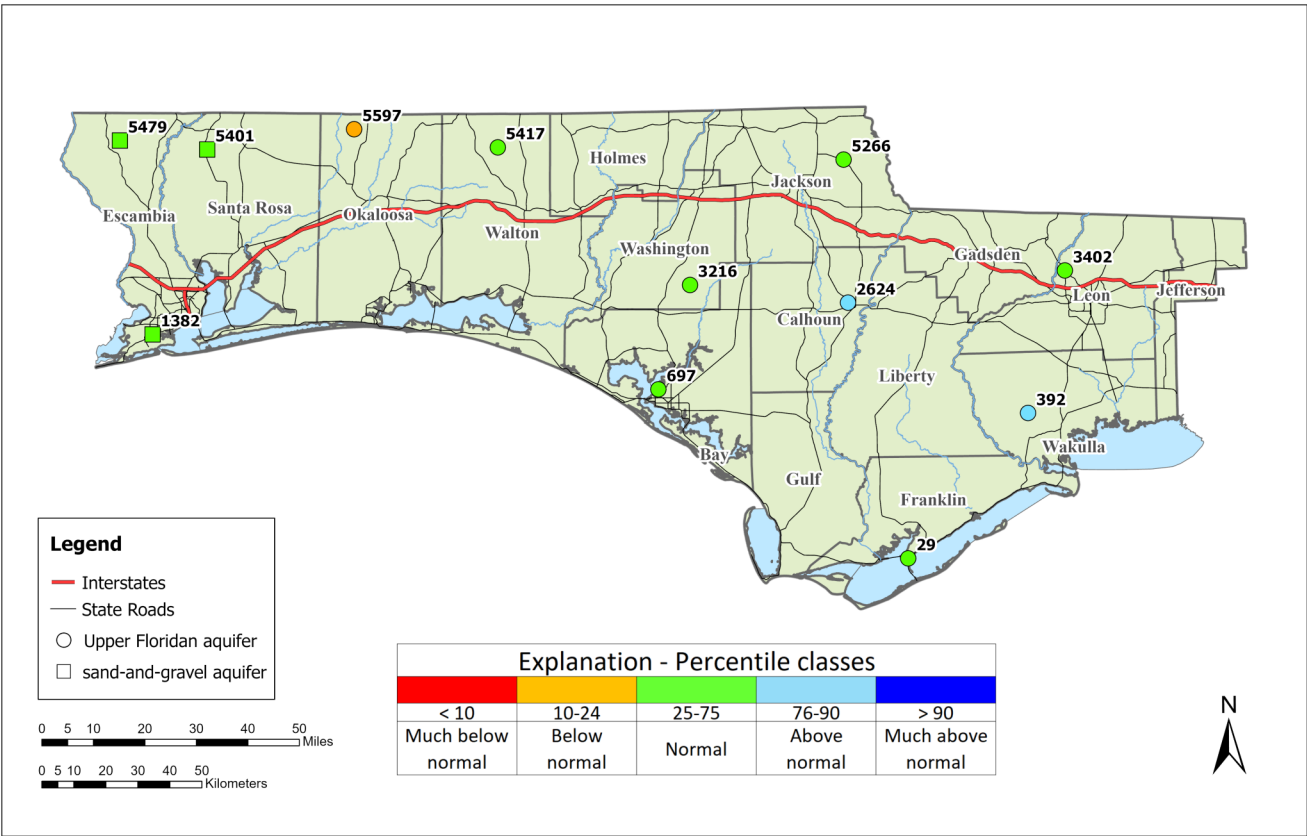 5479
5401
5597
5417
5266
Holmes
Jackson
Escambia
Santa Rosa
Okaloosa
Walton
Washington
Gadsden
3402
3216
2624
Leon
Jefferson
1382
Calhoun
697
Liberty
392
Bay
Wakulla
Gulf
Franklin
29
Legend
Interstates
State Roads
Upper Floridan aquifer
sand-and-gravel aquifer
0 5 10 20 30 40 50
Miles
0 5 10 20 30 40 50
Kilometers
Explanation - Percentile classes
< 10 10-24 25-75 76-90 > 90
Much below normal Below normal Normal Above normal Much above normal
N